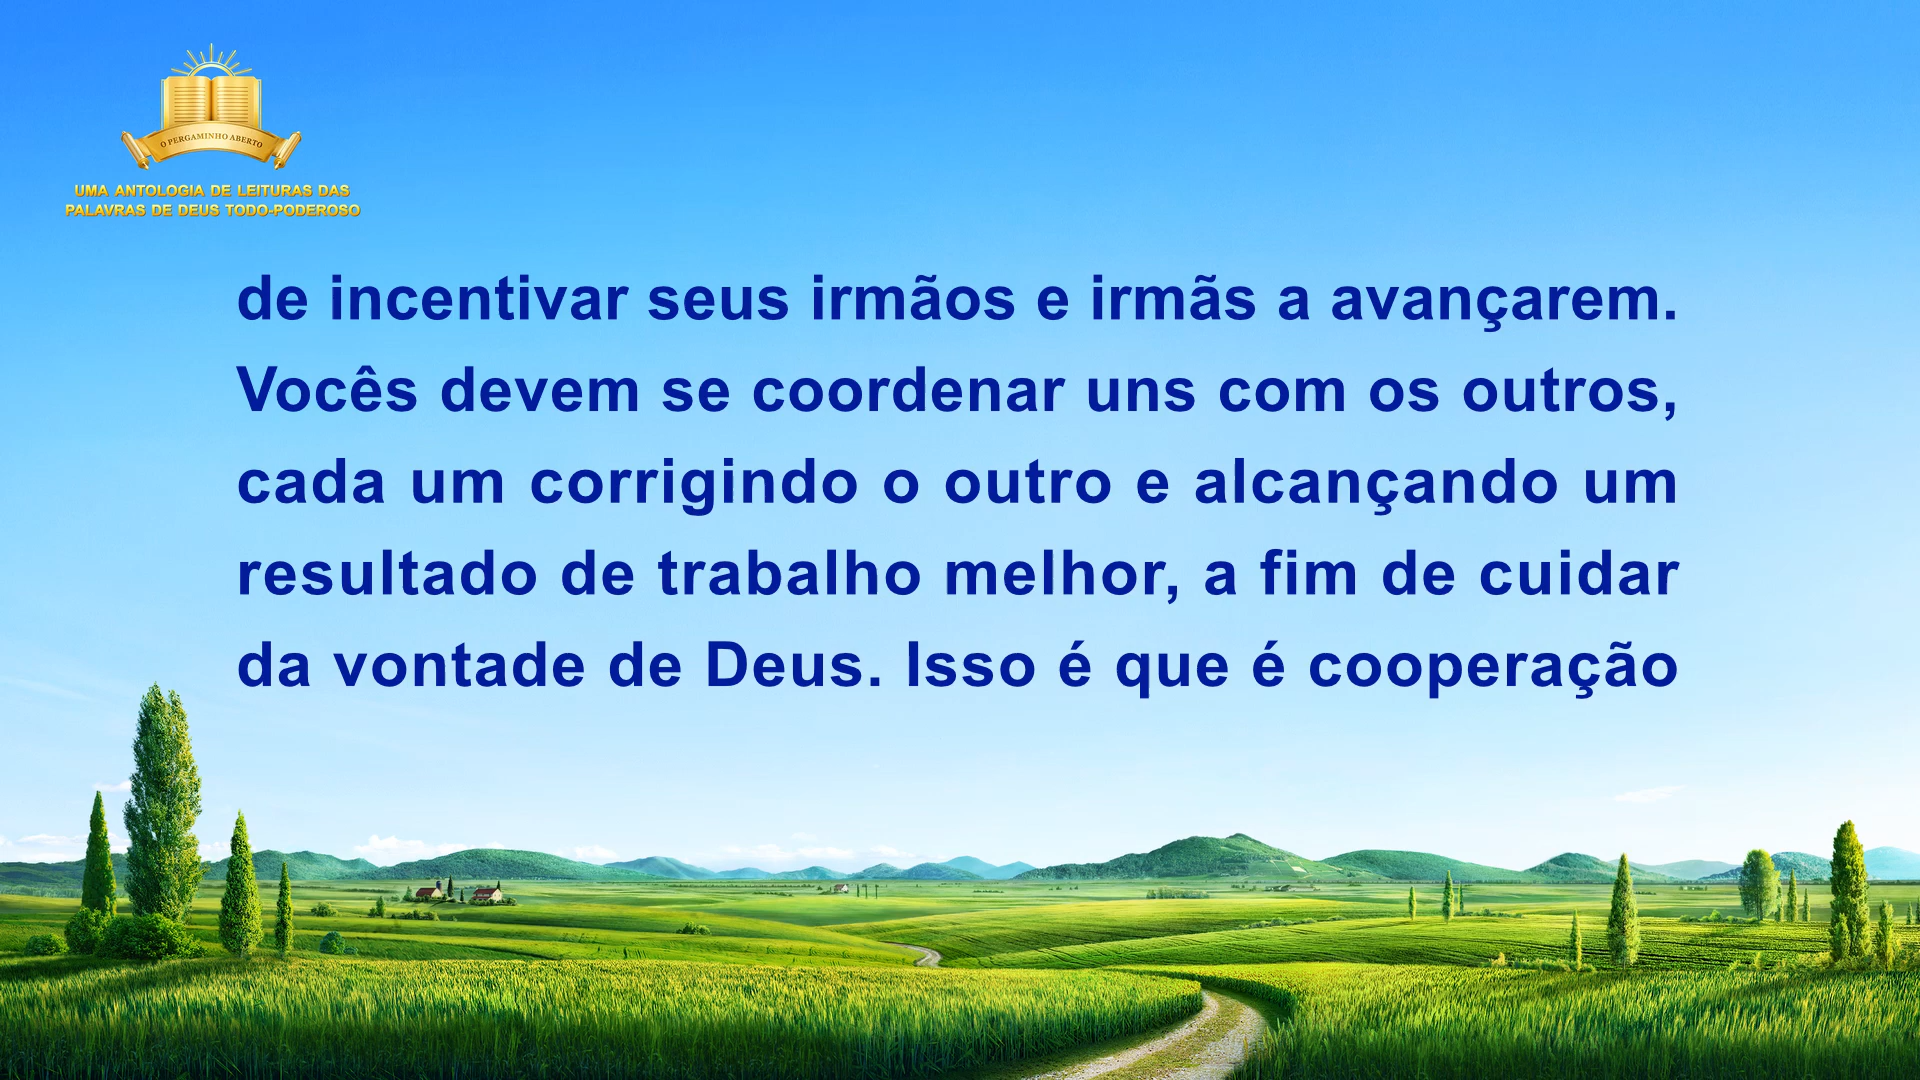 O PERGAMINHO ABERTO
UMA ANTOLOGIA DE LEITURAS DAS
PALAVRAS DE DEUS TODO-PODEROSO
de incentivar seus irmãos e irmãs a avançarem.
Vocês devem se coordenar uns com os outros,
cada um corrigindo o outro e alcançando um
resultado de trabalho melhor, a fim de cuidar
da vontade de Deus. Isso é que é cooperação